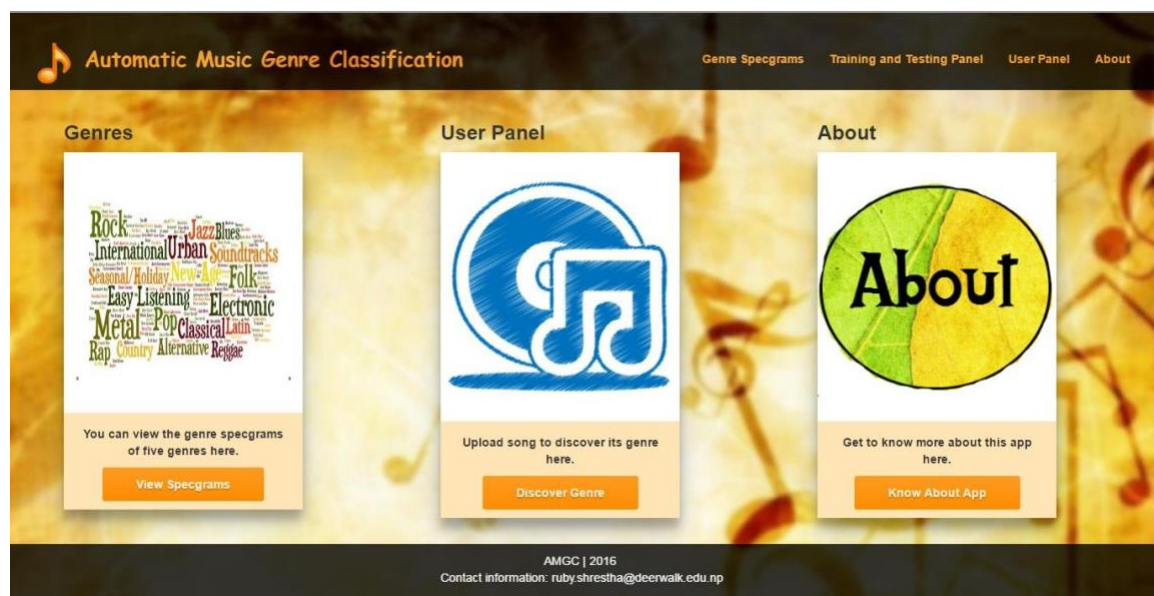 Automatic Music Genre Classification
Genre Specgrams
Training and Testing Panel
User Panel
About
Genres
Rock
Jazz
Blues
International
Urban
Soundtracks
Seasonal/Holiday
New Age
Folk
Easy Listening
Electronic
Metal
Pop
Classical
Latin
Rap
Country
Alternative
Reggae
You can view the genre specgrams
of five genres here.
View Specgrams
User Panel
Upload song to discover its genre
here.
Discover Genre
About
About
Get to know more about this app
here.
Know About App
AMGC | 2016
Contact information: ruby.shrestha@deerwalk.edu.np